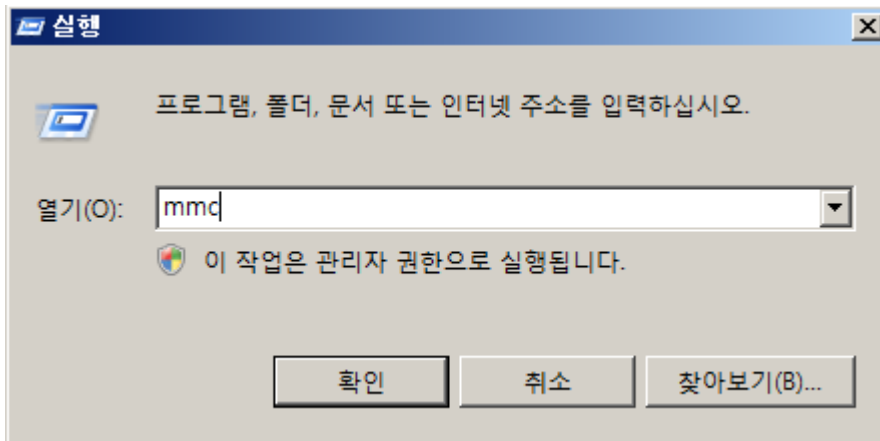 실행
프로그램, 폴더, 문서 또는 인터넷 주소를 입력하십시오.
열기(O): mmc
이 작업은 관리자 권한으로 실행됩니다.
확인 취소 찾아보기(B)...